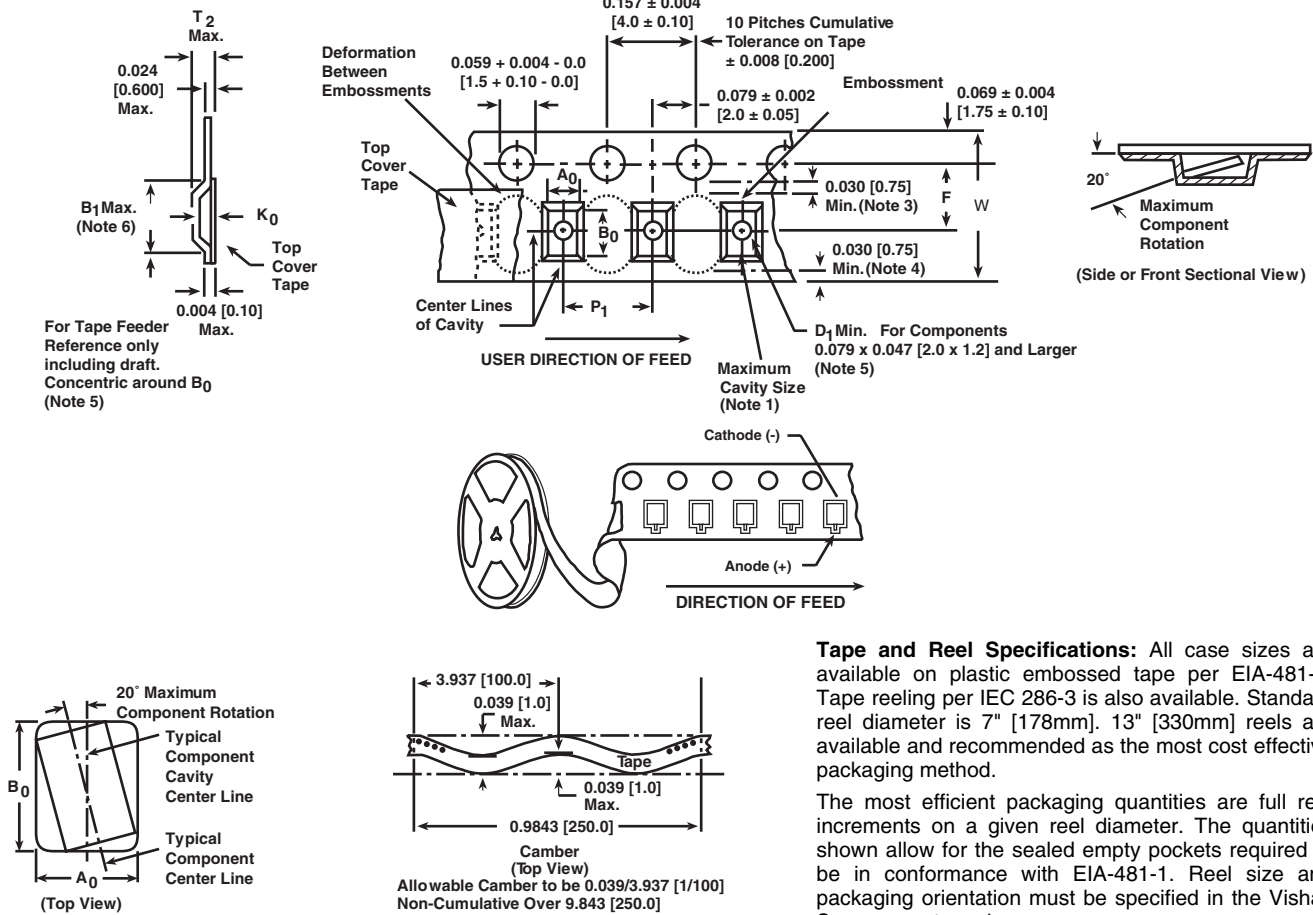 T2
Max.
0.024
[0.600]
Max.
B1Max.
(Note 6)
K0
Top
Cover
Tape
0.004 [0.10]
Max.
For Tape Feeder
Reference only
including draft.
Concentric around B0
(Note 5)
Deformation
Between
Embossments
0.059 + 0.004 - 0.0
[1.5 + 0.10 - 0.0]
0.157 ± 0.004
[4.0 ± 0.10]
10 Pitches Cumulative
Tolerance on Tape
± 0.008 [0.200]
Embossment
0.079 ± 0.002
[2.0 ± 0.05]
0.069 ± 0.004
[1.75 ± 0.10]
Top
Cover
Tape
A0
B0
0.030 [0.75]
Min.(Note 3)
F
W
0.030 [0.75]
Min.(Note 4)
Center Lines
of Cavity
P1
USER DIRECTION OF FEED
D1Min. For Components
0.079 x 0.047 [2.0 x 1.2] and Larger
(Note 5)
Maximum
Cavity Size
(Note 1)
20°
Maximum
Component
Rotation
(Side or Front Sectional View)
Cathode (-)
Anode (+)
DIRECTION OF FEED
20° Maximum
Component Rotation
Typical
Component
Cavity
Center Line
B0
A0
Typical
Component
Center Line
(Top View)
3.937 [100.0]
0.039 [1.0]
Max.
Tape
0.039 [1.0]
Max.
0.9843 [250.0]
Camber
(Top View)
Allowable Camber to be 0.039/3.937 [1/100]
Non-Cumulative Over 9.843 [250.0]
Tape and Reel Specifications: All case sizes a
available on plastic embossed tape per EIA-481-
Tape reeling per IEC 286-3 is also available. Standa
reel diameter is 7" [178mm]. 13" [330mm] reels a
available and recommended as the most cost effectiv
packaging method.
The most efficient packaging quantities are full re
increments on a given reel diameter. The quantitie
shown allow for the sealed empty pockets required
be in conformance with EIA-481-1. Reel size an
packaging orientation must be specified in the Visha